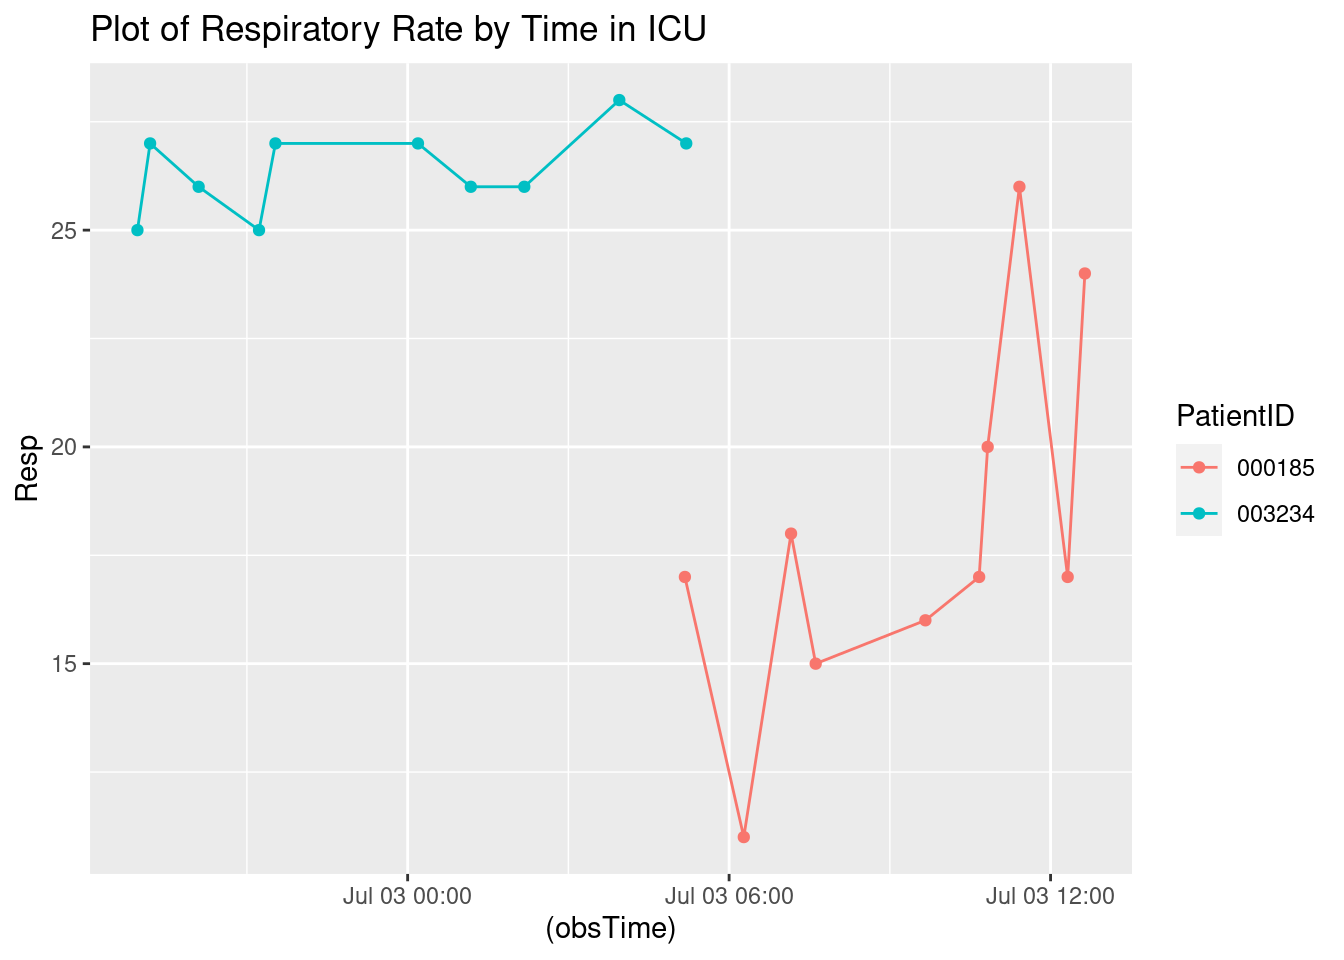 Plot of Respiratory Rate by Time in ICU
25
20
15
Resp
Jul 03 00:00
Jul 03 06:00
Jul 03 12:00
(obsTime)
PatientID
000185
003234